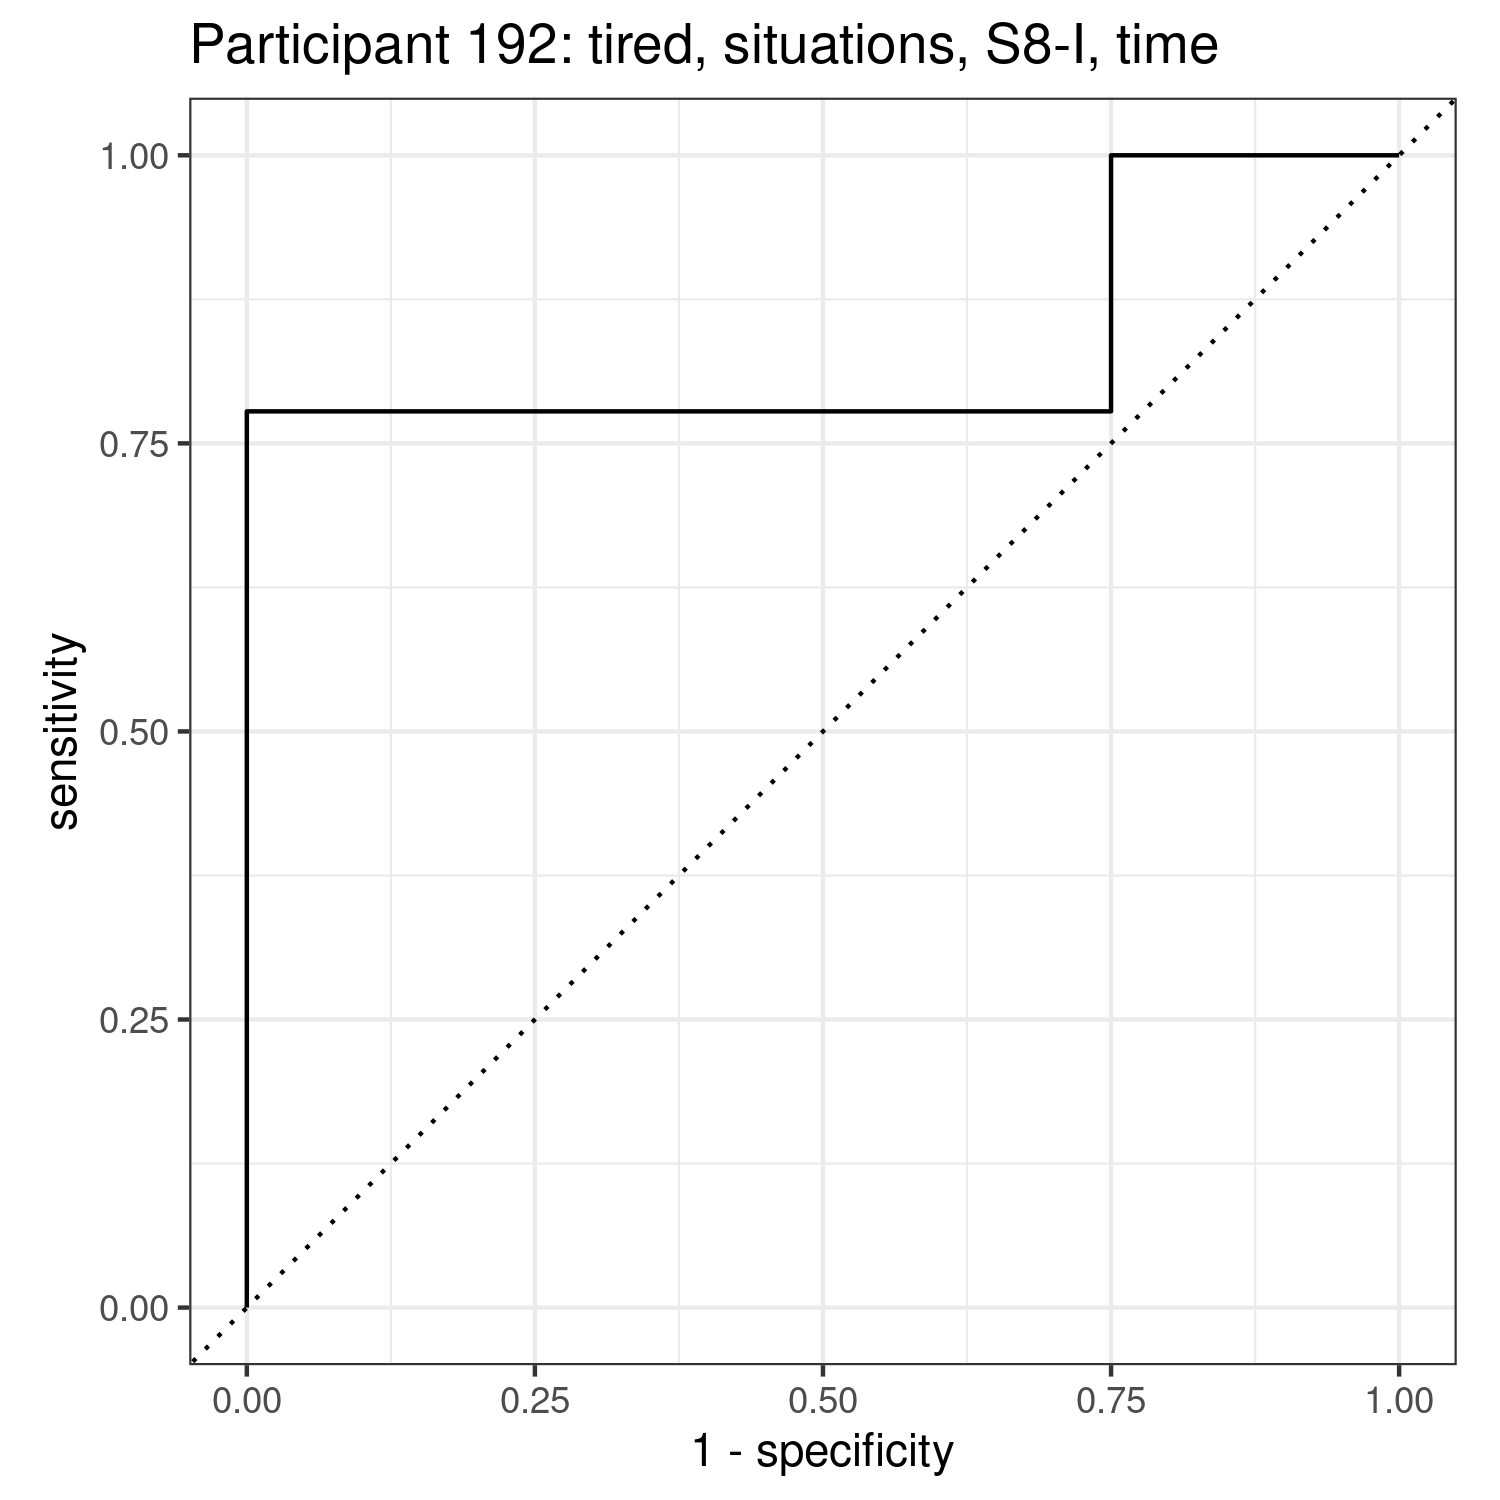 Participant 192: tired, situations, S8-I, time
1.00
0.75
0.50
0.25
0.00
sensitivity
0.00 0.25 0.50 0.75 1.00
1 - specificity